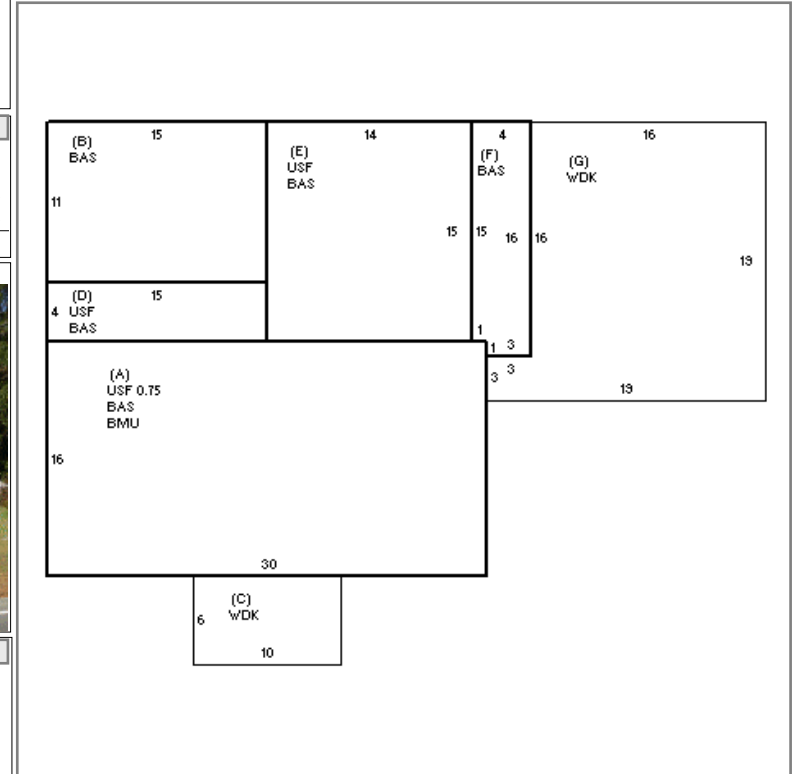 (B)
BAS
15
11
(E)
USF
BAS
14
15
(F)
BAS
4
15
16
1
1
3
(G)
WDK
16
16
19
3
3
19
(D)
USF
BAS
15
4
(A)
USF 0.75
BAS
BMU
16
30
(C)
WDK
6
10